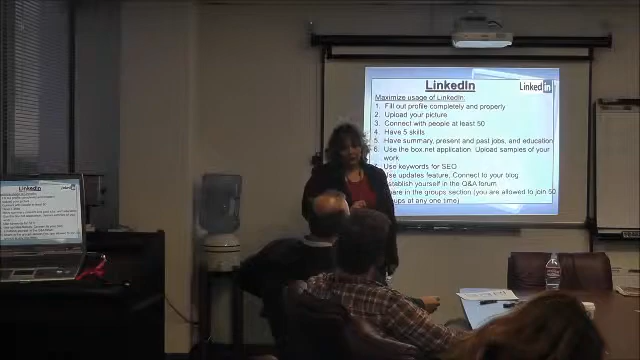 LinkedIn
LinkedIn
Maximize usage of LinkedIn:
1. Fill out profile completely and properly
2. Upload your picture
3. Connect with people at least 50
4. Have 5 skills
5. Have summary, present and past jobs, and education
6. Use the box.net application. Upload samples of your
work
Use keywords for SEO
Use updates feature, Connect to your blog
establish yourself in the Q&A forum
are in the groups section (you are allowed to join 50
ups at any one time)
LinkedIn